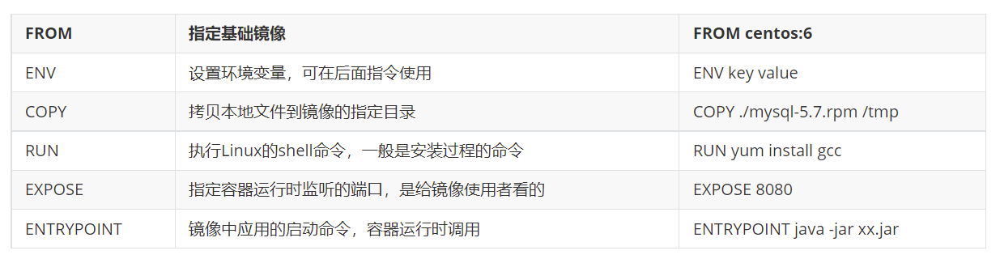 FROM 指定基础镜像 FROM centos:6
ENV 设置环境变量，可在后面指令使用 ENV key value
COPY 拷贝本地文件到镜像的指定目录 COPY ./mysql-5.7.rpm /tmp
RUN 执行Linux的shell命令，一般是安装过程的命令 RUN yum install gcc
EXPOSE 指定容器运行时监听的端口，是给镜像使用者看的 EXPOSE 8080
ENTRYPOINT 镜像中应用的启动命令，容器运行时调用 ENTRYPOINT java -jar xx.jar